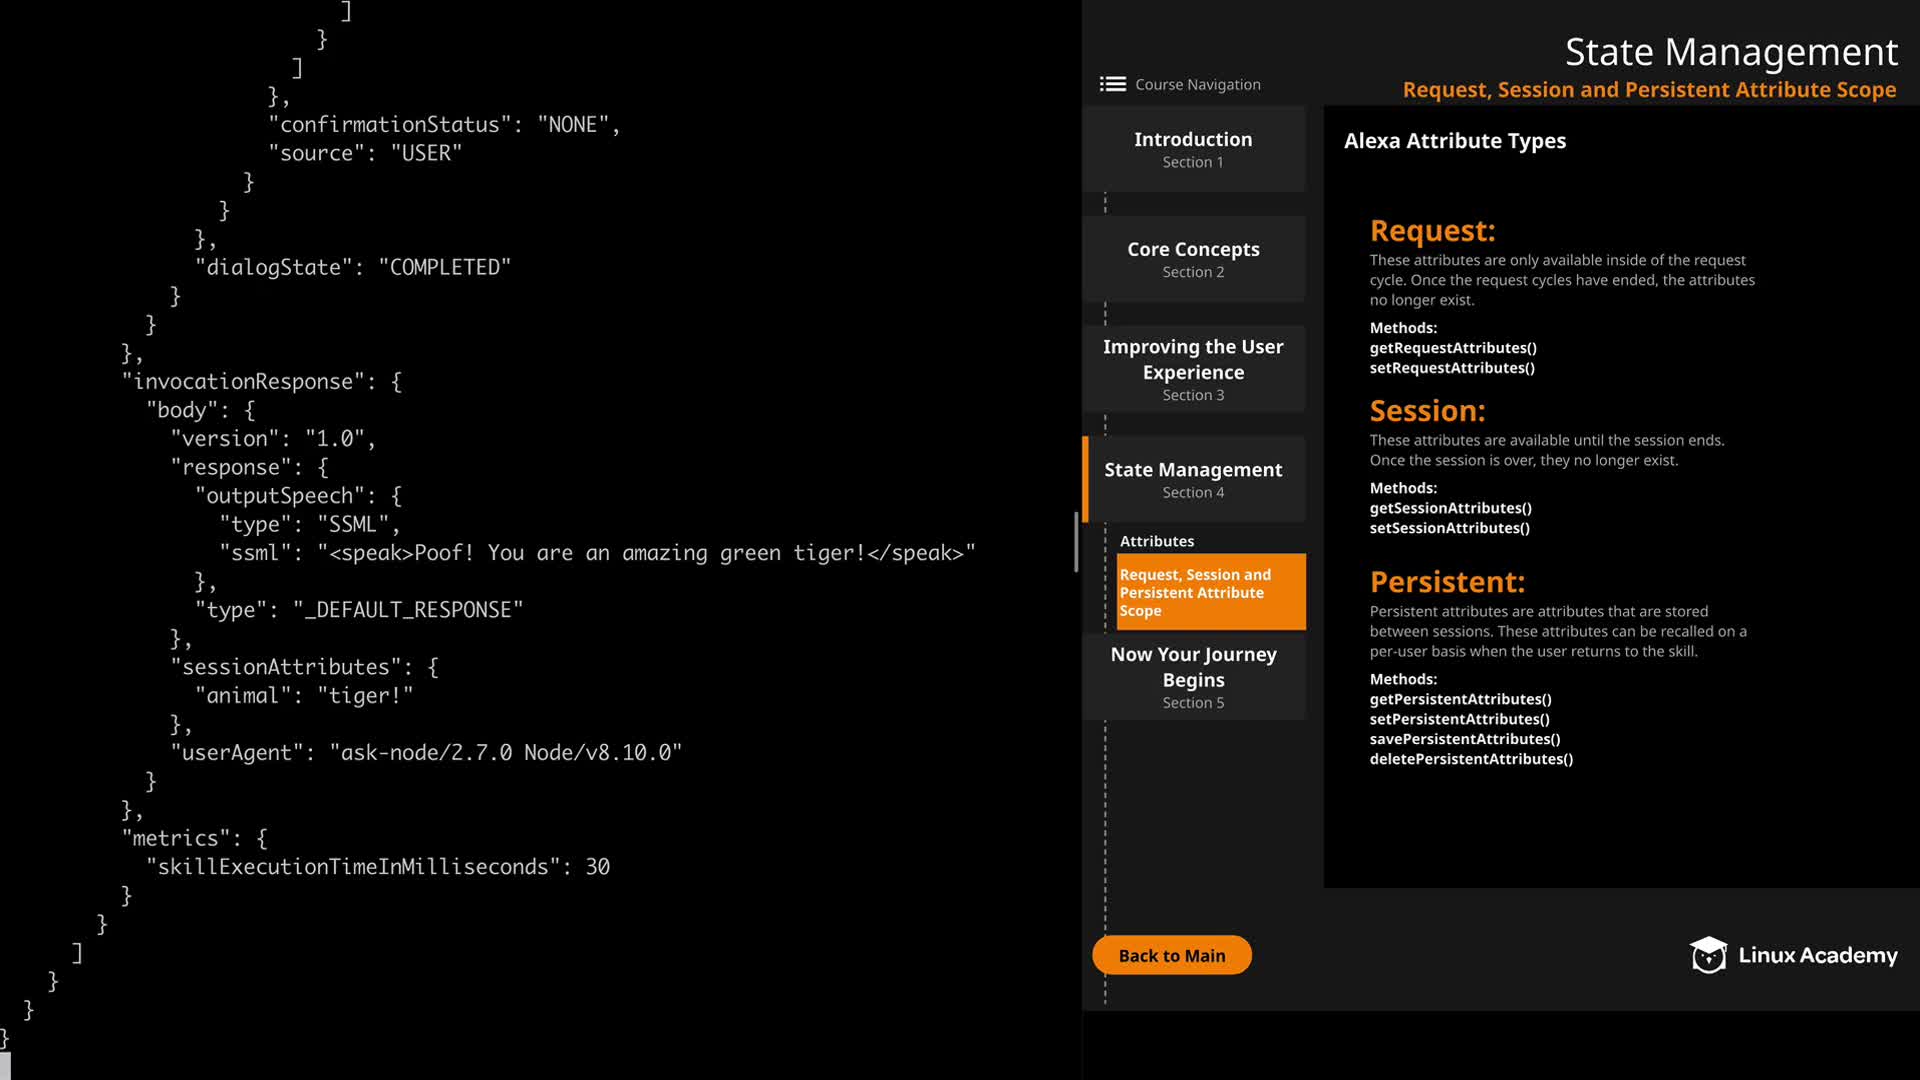 ]
}
]
},
"confirmationStatus": "NONE",
"source": "USER"
}
}
},
"dialogState": "COMPLETED"
}
}
},
"invocationResponse": {
"body": {
"version": "1.0",
"response": {
"outputSpeech": {
"type": "SSML",
"ssml": "<speak>Poof! You are an amazing green tiger!</speak>"
},
"type": "_DEFAULT_RESPONSE"
},
"sessionAttributes": {
"animal": "tiger!"
},
"userAgent": "ask-node/2.7.0 Node/v8.10.0"
}
},
"metrics": {
"skillExecutionTimeInMilliseconds": 30
}
}
]
}
}
}
State Management
Request, Session and Persistent Attribute Scope
Course Navigation
Introduction
Section 1
Core Concepts
Section 2
Improving the User
Experience
Section 3
State Management
Section 4
Attributes
Request, Session and
Persistent Attribute
Scope
Now Your Journey
Begins
Section 5
Back to Main
Alexa Attribute Types
Request:
These attributes are only available inside of the request
cycle. Once the request cycles have ended, the attributes
no longer exist.
Methods:
getRequestAttributes()
setRequestAttributes()
Session:
These attributes are available until the session ends.
Once the session is over, they no longer exist.
Methods:
getSessionAttributes()
setSessionAttributes()
Persistent:
Persistent attributes are attributes that are stored
between sessions. These attributes can be recalled on a
per-user basis when the user returns to the skill.
Methods:
getPersistentAttributes()
setPersistentAttributes()
savePersistentAttributes()
deletePersistentAttributes()
Linux Academy